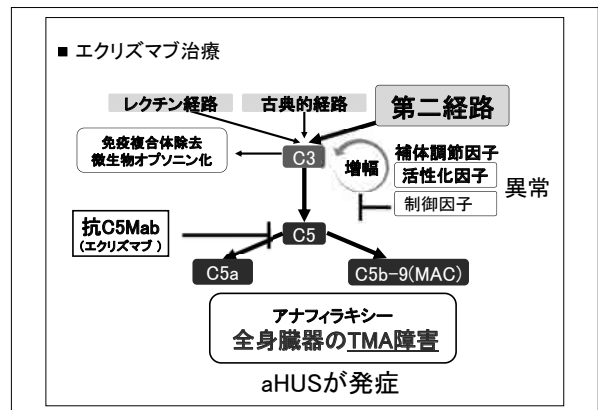 ■ エクリズマブ治療
レクチン経路
古典的経路
第二経路
免疫複合体除去
微生物オプソニン化
C3
増幅
補体調節因子
活性化因子
制御因子
異常
抗C5Mab
(エクリズマブ )
C5
C5a
C5b-9(MAC)
アナフィラキシー
全身臓器のTMA障害
aHUSが発症